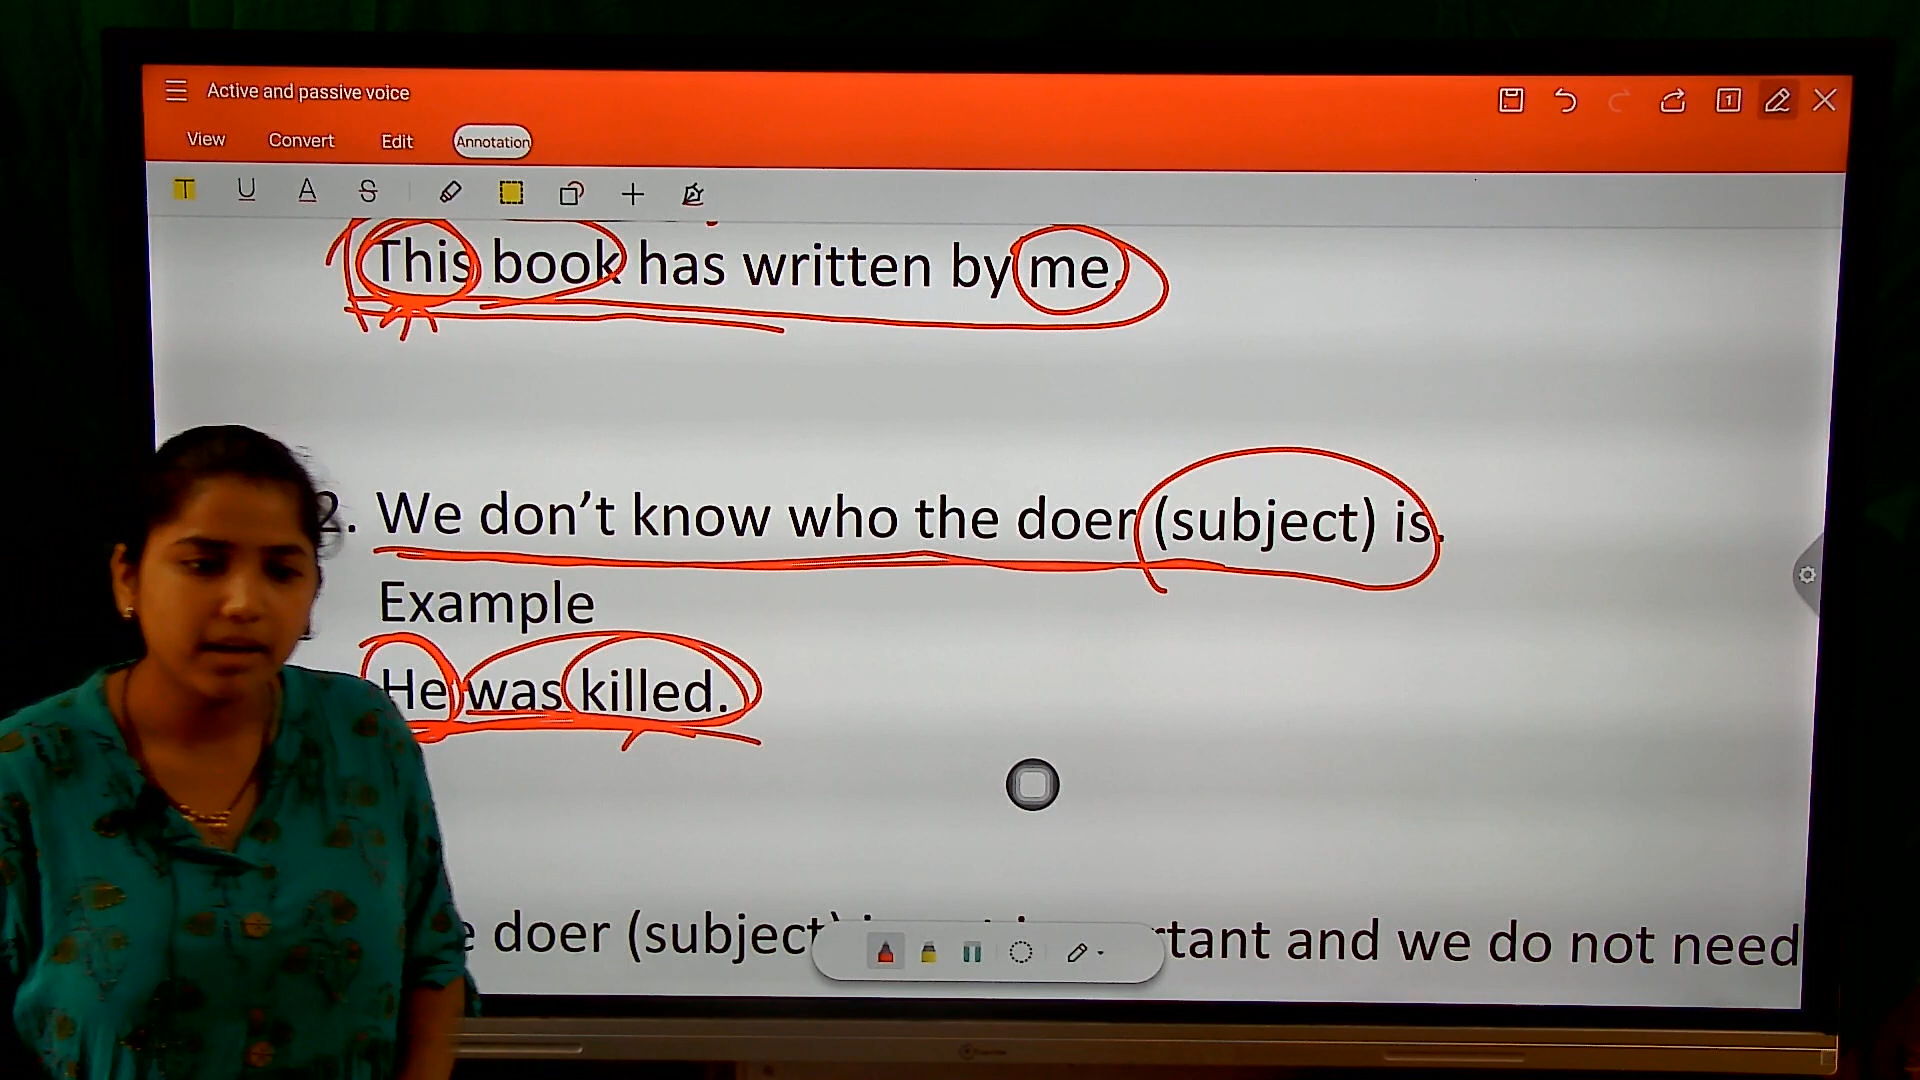 Active and passive voice
1
View Convert Edit Annotation
T U A S
This book has written by me.
2. We don't know who the doer (subject) is.
Example
He was killed.
doer (subject) and we do not need